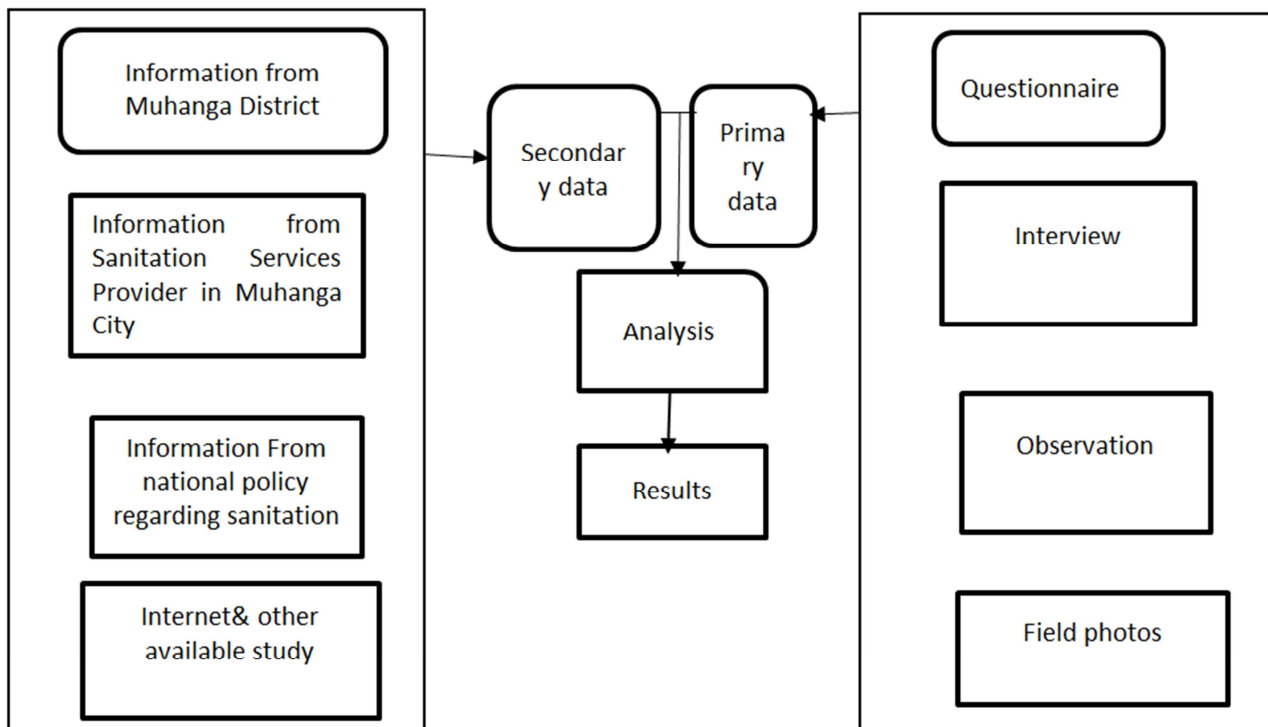 Information from
Muhanga District
Information from
Sanitation Services
Provider in Muhanga
City
Information From
national policy
regarding sanitation
Internet& other
available study
Secondar
y data
Prima
ry
data
Analysis
Results
Questionnaire
Interview
Observation
Field photos